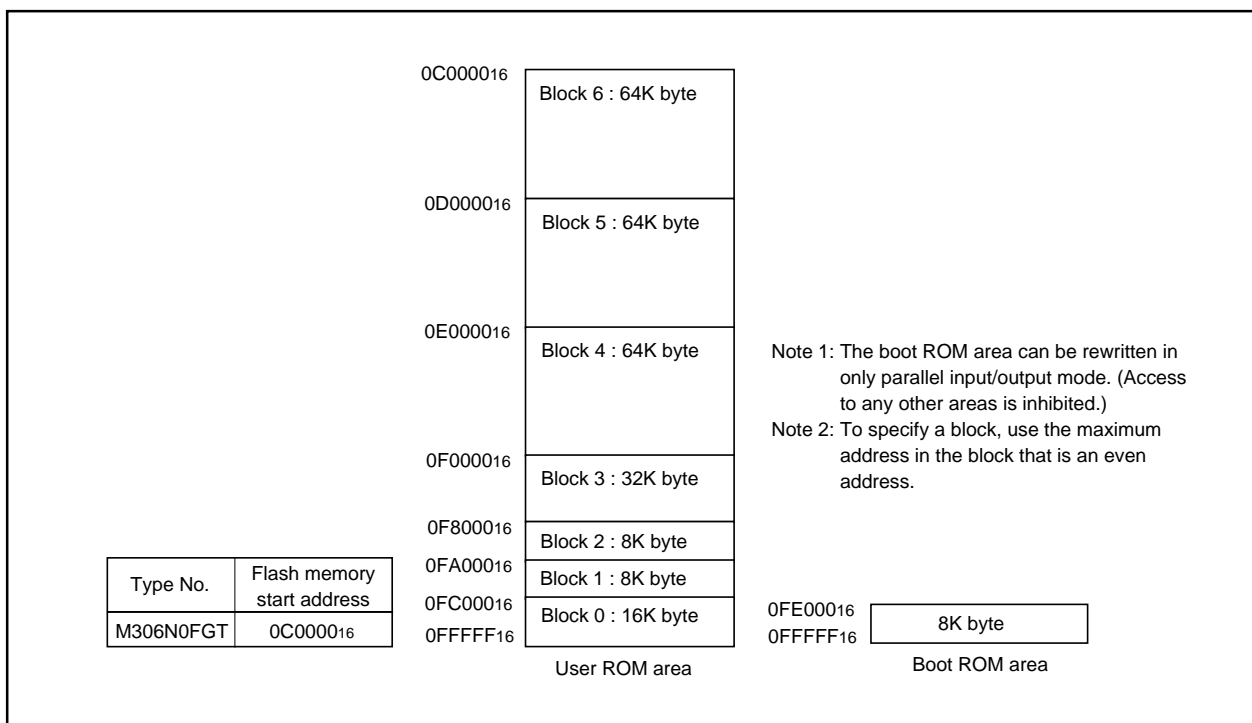 0C000016
Block 6 : 64K byte
0D000016
Block 5 : 64K byte
0E000016
Block 4 : 64K byte
Note 1: The boot ROM area can be rewritten in
only parallel input/output mode. (Access
to any other areas is inhibited.)
Note 2: To specify a block, use the maximum
address in the block that is an even
address.
0F000016
Block 3 : 32K byte
0F800016
Block 2 : 8K byte
0FA00016
Block 1 : 8K byte
0FC00016
Block 0 : 16K byte
0FFFFF16
User ROM area
Type No.
Flash memory
start address
M306N0FGT
0C000016
0FE00016
8K byte
0FFFFF16
Boot ROM area